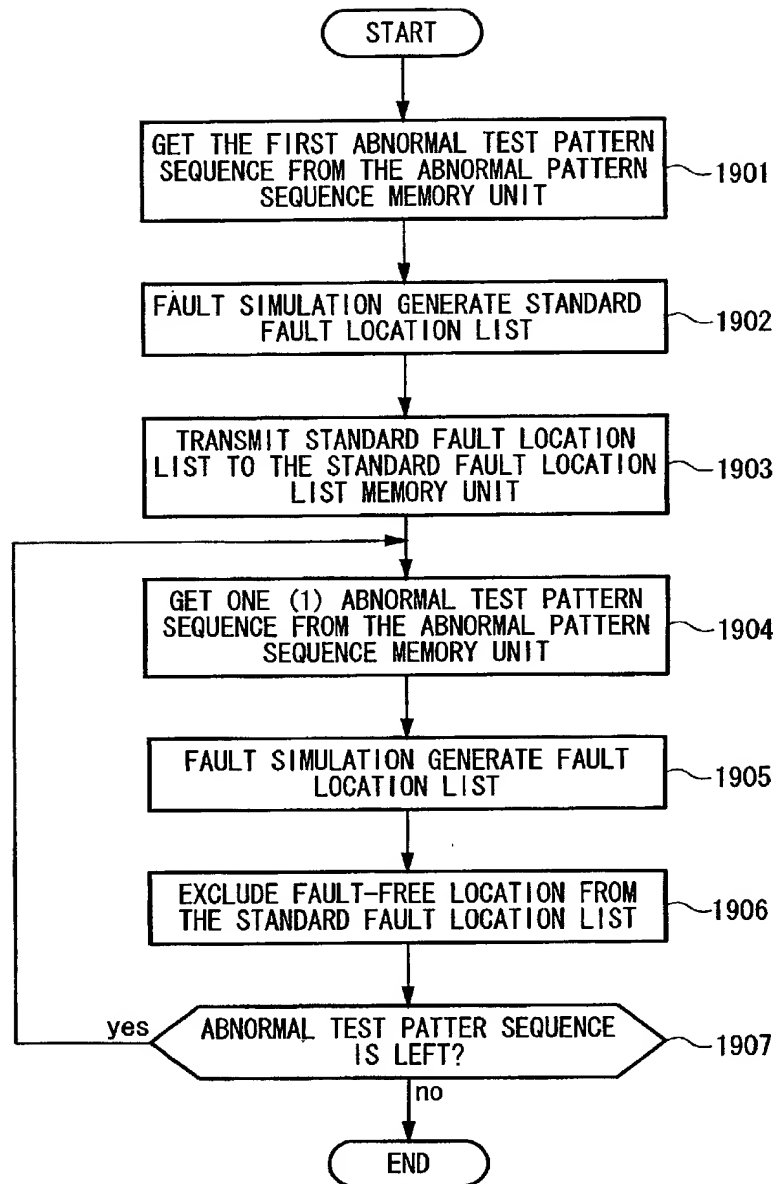 START
GET THE FIRST ABNORMAL TEST PATTERN
SEQUENCE FROM THE ABNORMAL PATTERN
SEQUENCE MEMORY UNIT
1901
FAULT SIMULATION GENERATE STANDARD
FAULT LOCATION LIST
1902
TRANSMIT STANDARD FAULT LOCATION
LIST TO THE STANDARD FAULT LOCATION
LIST MEMORY UNIT
1903
GET ONE (1) ABNORMAL TEST PATTERN
SEQUENCE FROM THE ABNORMAL PATTERN
SEQUENCE MEMORY UNIT
1904
FAULT SIMULATION GENERATE FAULT
LOCATION LIST
1905
EXCLUDE FAULT-FREE LOCATION FROM
THE STANDARD FAULT LOCATION LIST
1906
yes
ABNORMAL TEST PATTER SEQUENCE
IS LEFT?
1907
no
END